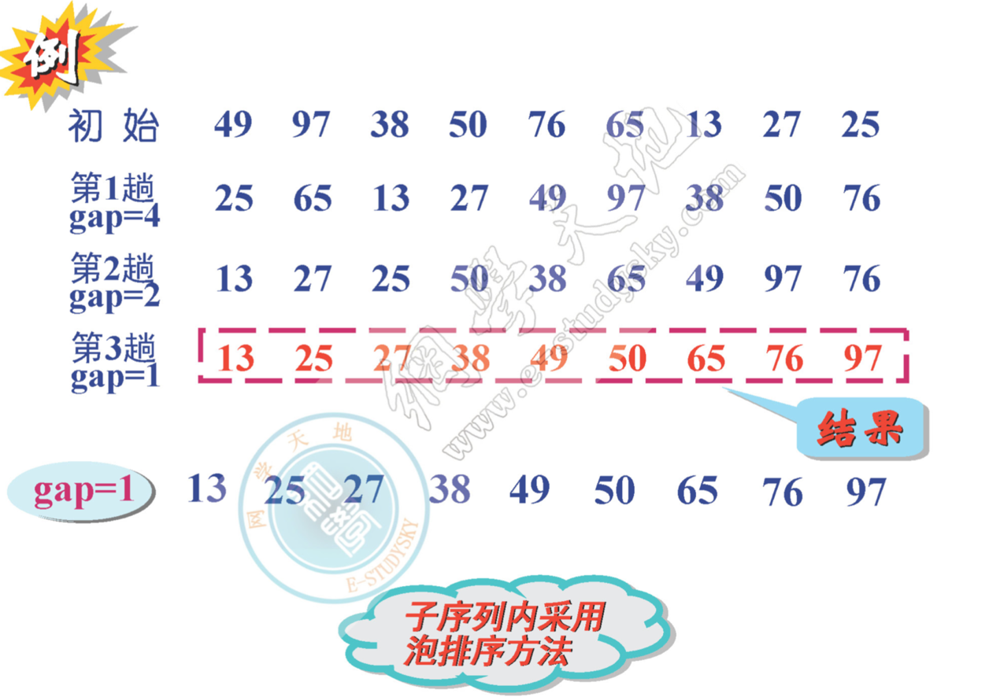 例
初 始 49 97 38 50 76 65 13 27 25
第1趟
gap=4 25 65 13 27 49 97 38 50 76
第2趟
gap=2 13 27 25 50 38 65 49 97 76
第3趟
gap=1 13 25 27 38 49 50 65 76 97
结果
gap=1 13 25 27 38 49 50 65 76 97
子序列内采用
泡排序方法
網學天地
www.e-studysky.com
网学天地
E-STUDYSKY